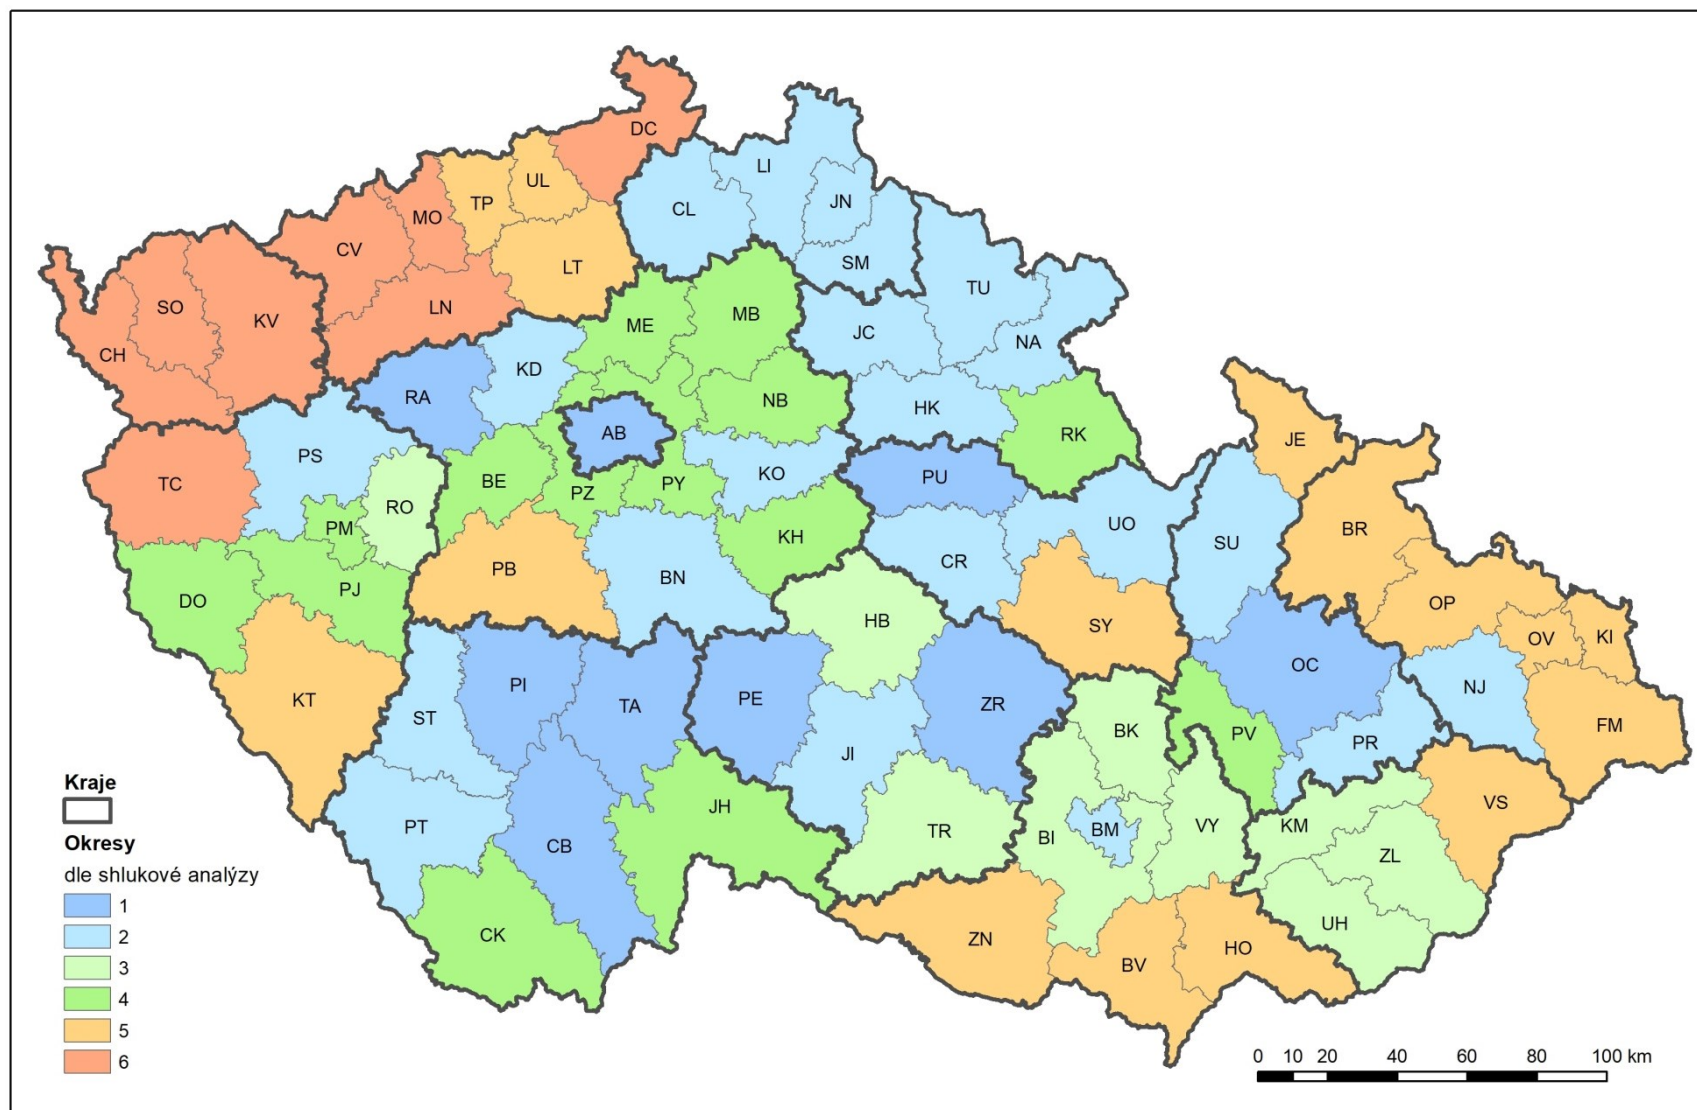 DC
LI
UL
JN
TP
CL
MO
CV
SM
LT
TU
SO
LN
MB
KV
ME
JC
NA
CH
KD
RA
NB
HK
AB
RK
JE
PS
KO
PU
TC
BE
PZ
PY
RO
UO
BR
PM
KH
SU
CR
PB
BN
PJ
DO
OP
HB
SY
OV
KI
OC
PI
NJ
KT
PE
ZR
TA
ST
FM
BK
PV
PR
JI
Kraje
VS
JH
PT
KM
TR
BM
VY
Okresy
BI
CB
ZL
dle shlukové analýzy
1
UH
CK
2
ZN
HO
BV
3
4
5
0 10 20 40 60 80 100 km
6